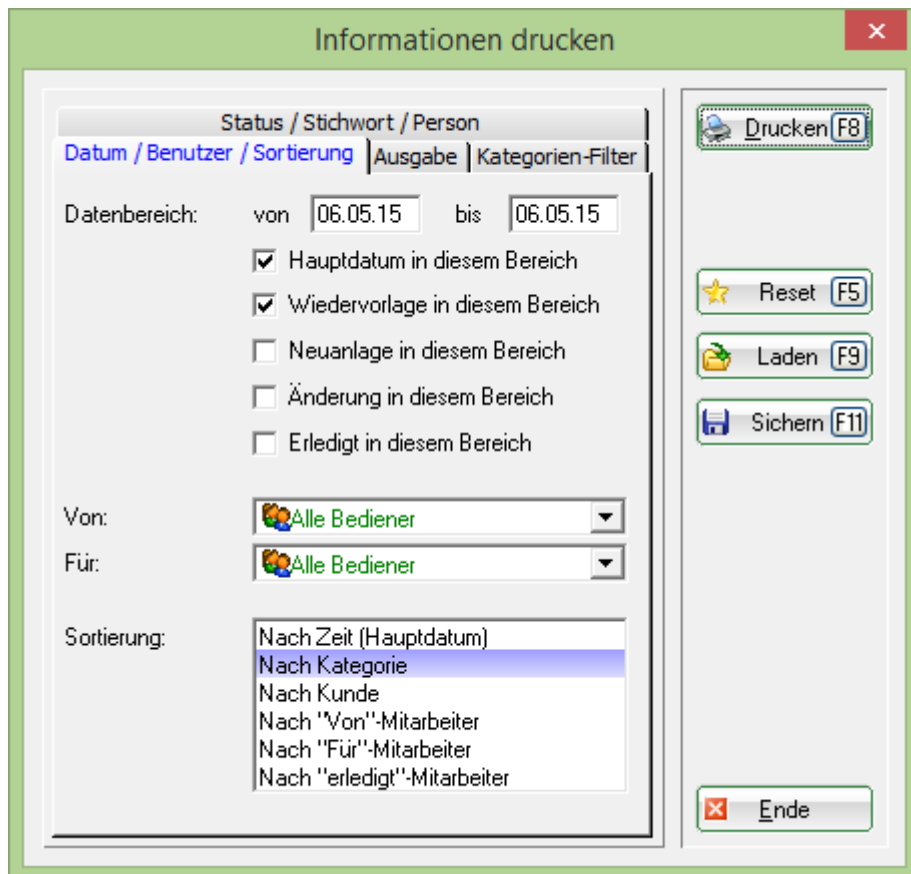 Informationen drucken
Status / Stichwort / Person
Datum / Benutzer / Sortierung Ausgabe Kategorien-Filter
Datenbereich: von 06.05.15 bis 06.05.15
Hauptdatum in diesem Bereich
Wiedervorlage in diesem Bereich
Neuanlage in diesem Bereich
Änderung in diesem Bereich
Erledigt in diesem Bereich
Von: Alle Bediener
Für: Alle Bediener
Sortierung: Nach Zeit (Hauptdatum)
Nach Kategorie
Nach Kunde
Nach "Von"-Mitarbeiter
Nach "Für"-Mitarbeiter
Nach "erledigt"-Mitarbeiter
Drucken F8
Reset F5
Laden F9
Sichern F11
Ende